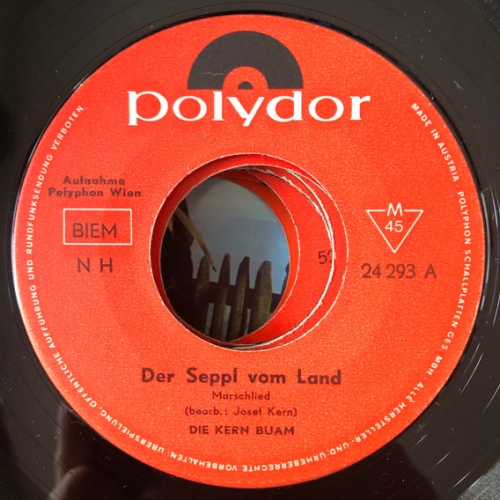 polydor
Aufnahme
Polyphon Wien
BIEM
N H
M
45
24 293 A
Der Seppl vom Land
Marschlied
(bearb.: Josef Kern)
DIE KERN BUAM
MADE IN AUSTRIA. POLYPHON SCHALLPLATTEN GES MBH. ALLE HERSTELLER- UND URHEBERRECHTE VORBEHALTEN. ÜBERSPIELUNG, ÖFFENTLICHE AUFFÜHRUNG UND RUNDFUNKSENDUNG VERBOTEN.